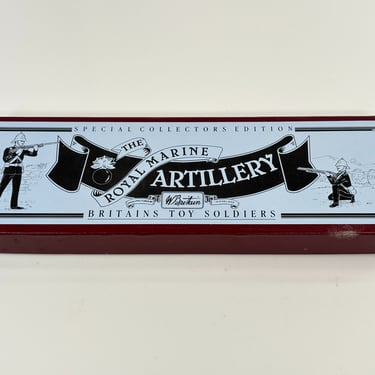 SPECIAL COLLECTORS EDITION
THE
ROYAL MARINE
ARTILLERY
W Britain
BRITAINS TOY SOLDIERS